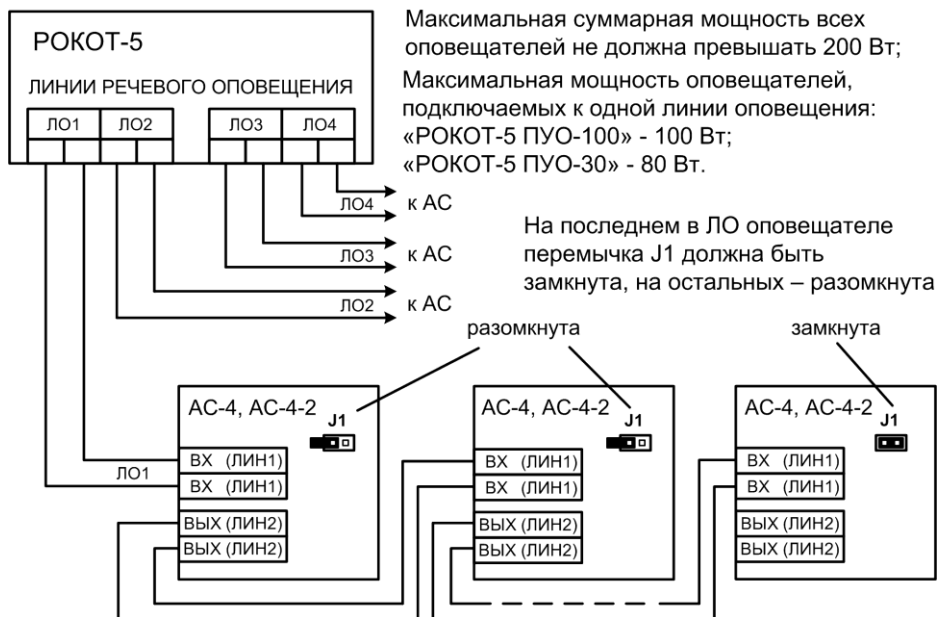 РОКОТ-5
ЛИНИИ РЕЧЕВОГО ОПОВЕЩЕНИЯ
ЛО1 ЛО2 ЛО3 ЛО4
Максимальная суммарная мощность всех
оповещателей не должна превышать 200 Вт;
Максимальная мощность оповещателей,
подключаемых к одной линии оповещения:
«РОКОТ-5 ПУО-100» - 100 Вт;
«РОКОТ-5 ПУО-30» - 80 Вт.
ЛО4 к АС
ЛО3 к АС
ЛО2 к АС
На последнем в ЛО оповещателе
перемычка J1 должна быть
замкнута, на остальных – разомкнута
разомкнута
замкнута
ЛО1
АС-4, АС-4-2
J1
ВХ (ЛИН1)
ВХ (ЛИН1)
ВЫХ (ЛИН2)
ВЫХ (ЛИН2)
АС-4, АС-4-2
J1
ВХ (ЛИН1)
ВХ (ЛИН1)
ВЫХ (ЛИН2)
ВЫХ (ЛИН2)
АС-4, АС-4-2
J1
ВХ (ЛИН1)
ВХ (ЛИН1)
ВЫХ (ЛИН2)
ВЫХ (ЛИН2)